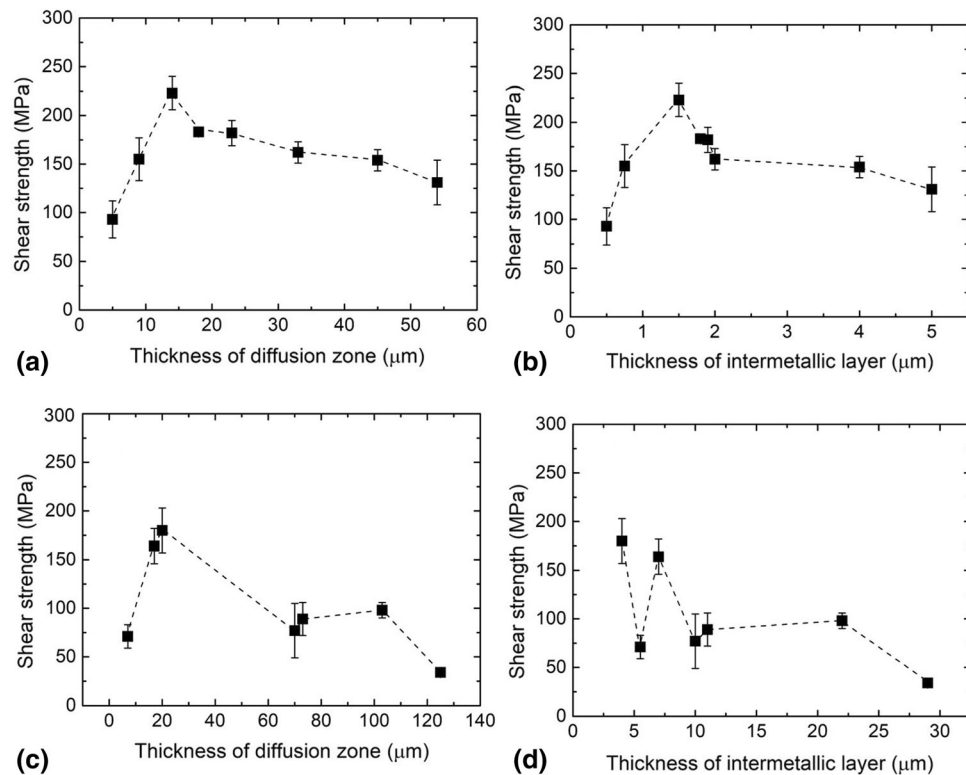 300
250
200
150
100
50
0
Shear strength (MPa)
0 10 20 30 40 50 60
Thickness of diffusion zone (μm)
(a)
300
250
200
150
100
50
0
Shear strength (MPa)
0 1 2 3 4 5
Thickness of intermetallic layer (μm)
(b)
300
250
200
150
100
50
0
Shear strength (MPa)
0 20 40 60 80 100 120 140
Thickness of diffusion zone (μm)
(c)
300
250
200
150
100
50
0
Shear strength (MPa)
0 5 10 15 20 25 30
Thickness of intermetallic layer (μm)
(d)